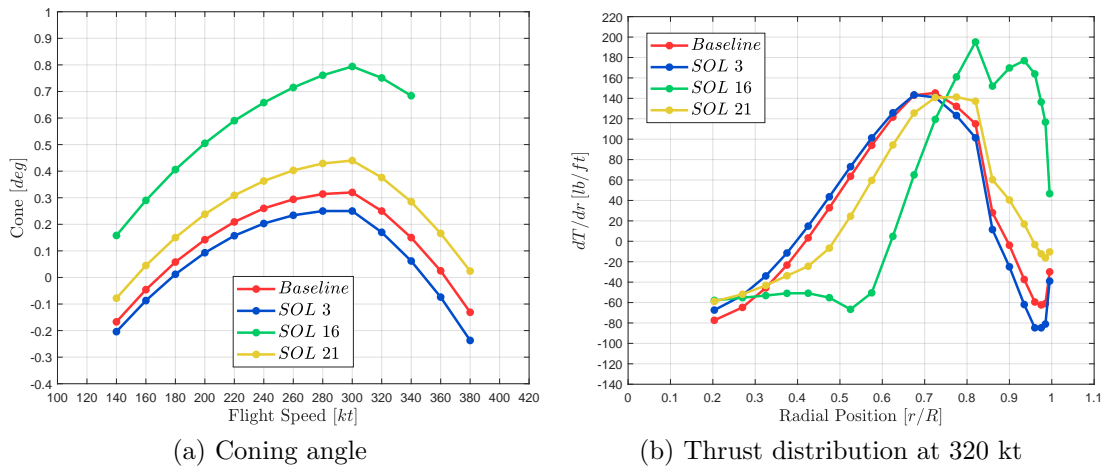 1
0.9
0.8
0.7
0.6
0.5
0.4
0.3
0.2
0.1
0
-0.1
-0.2
-0.3
-0.4
Cone [deg]
Baseline
SOL 3
SOL 16
SOL 21
100 120 140 160 180 200 220 240 260 280 300 320 340 360 380 400 420
Flight Speed [kt]
(a) Coning angle
220
200
180
160
140
120
100
80
60
40
20
0
-20
-40
-60
-80
-100
-120
-140
dT/dr [lb/ft]
Baseline
SOL 3
SOL 16
SOL 21
0 0.1 0.2 0.3 0.4 0.5 0.6 0.7 0.8 0.9 1 1.1
Radial Position [r/R]
(b) Thrust distribution at 320 kt